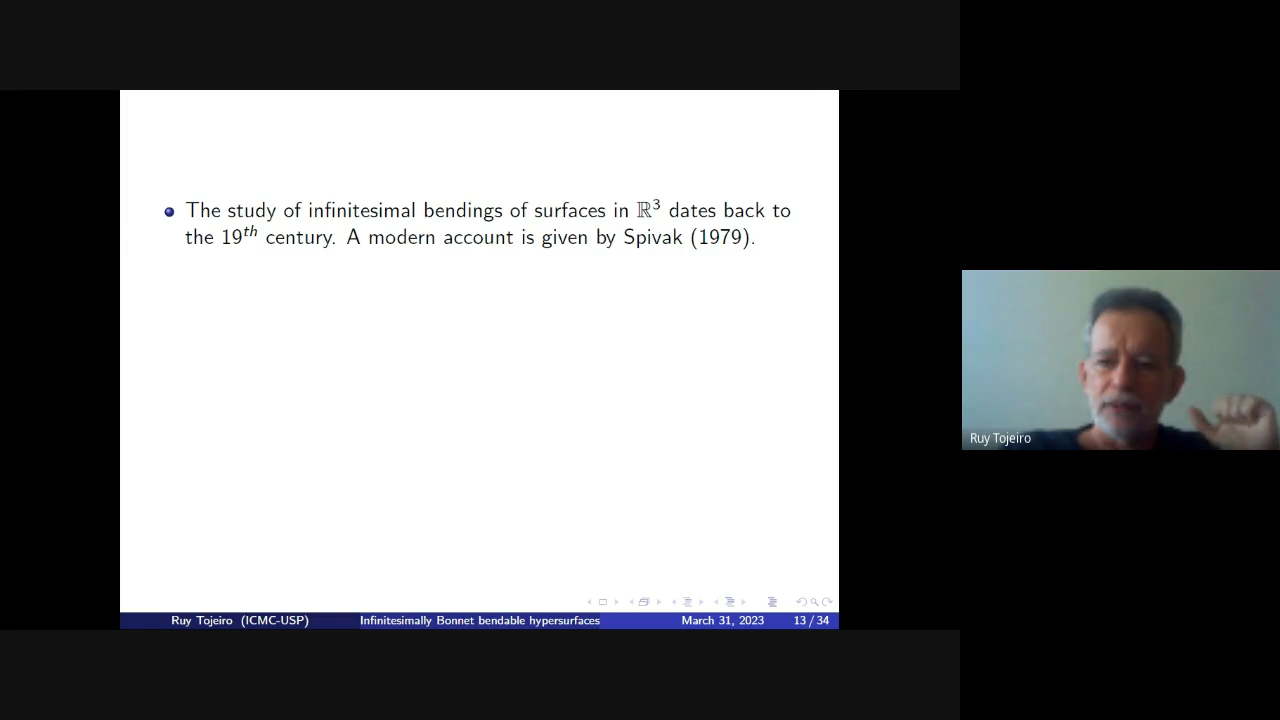 The study of infinitesimal bendings of surfaces in ℝ³ dates back to
the 19ᵗʰ century. A modern account is given by Spivak (1979).
Ruy Tojeiro
Ruy Tojeiro (ICMC-USP) Infinitesimally Bonnet bendable hypersurfaces March 31, 2023 13 / 34